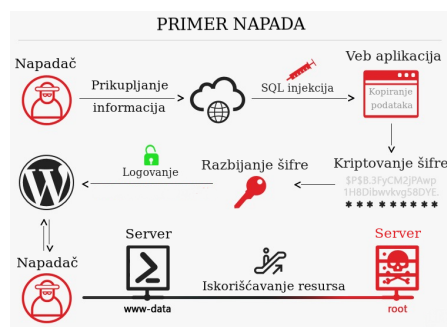 PRIMER NAPADA
Napadač
Prikupljanje
informacija
SQL injekcija
Veb aplikacija
Kopiranje
podataka
Kriptovanje šifre
$P$B.3FyCM2jPAwp
1H8Dibwvkvg58DYE.
*********
Razbijanje šifre
Logovanje
Napadač
Server
www-data
Iskorišćavanje resursa
Server
root